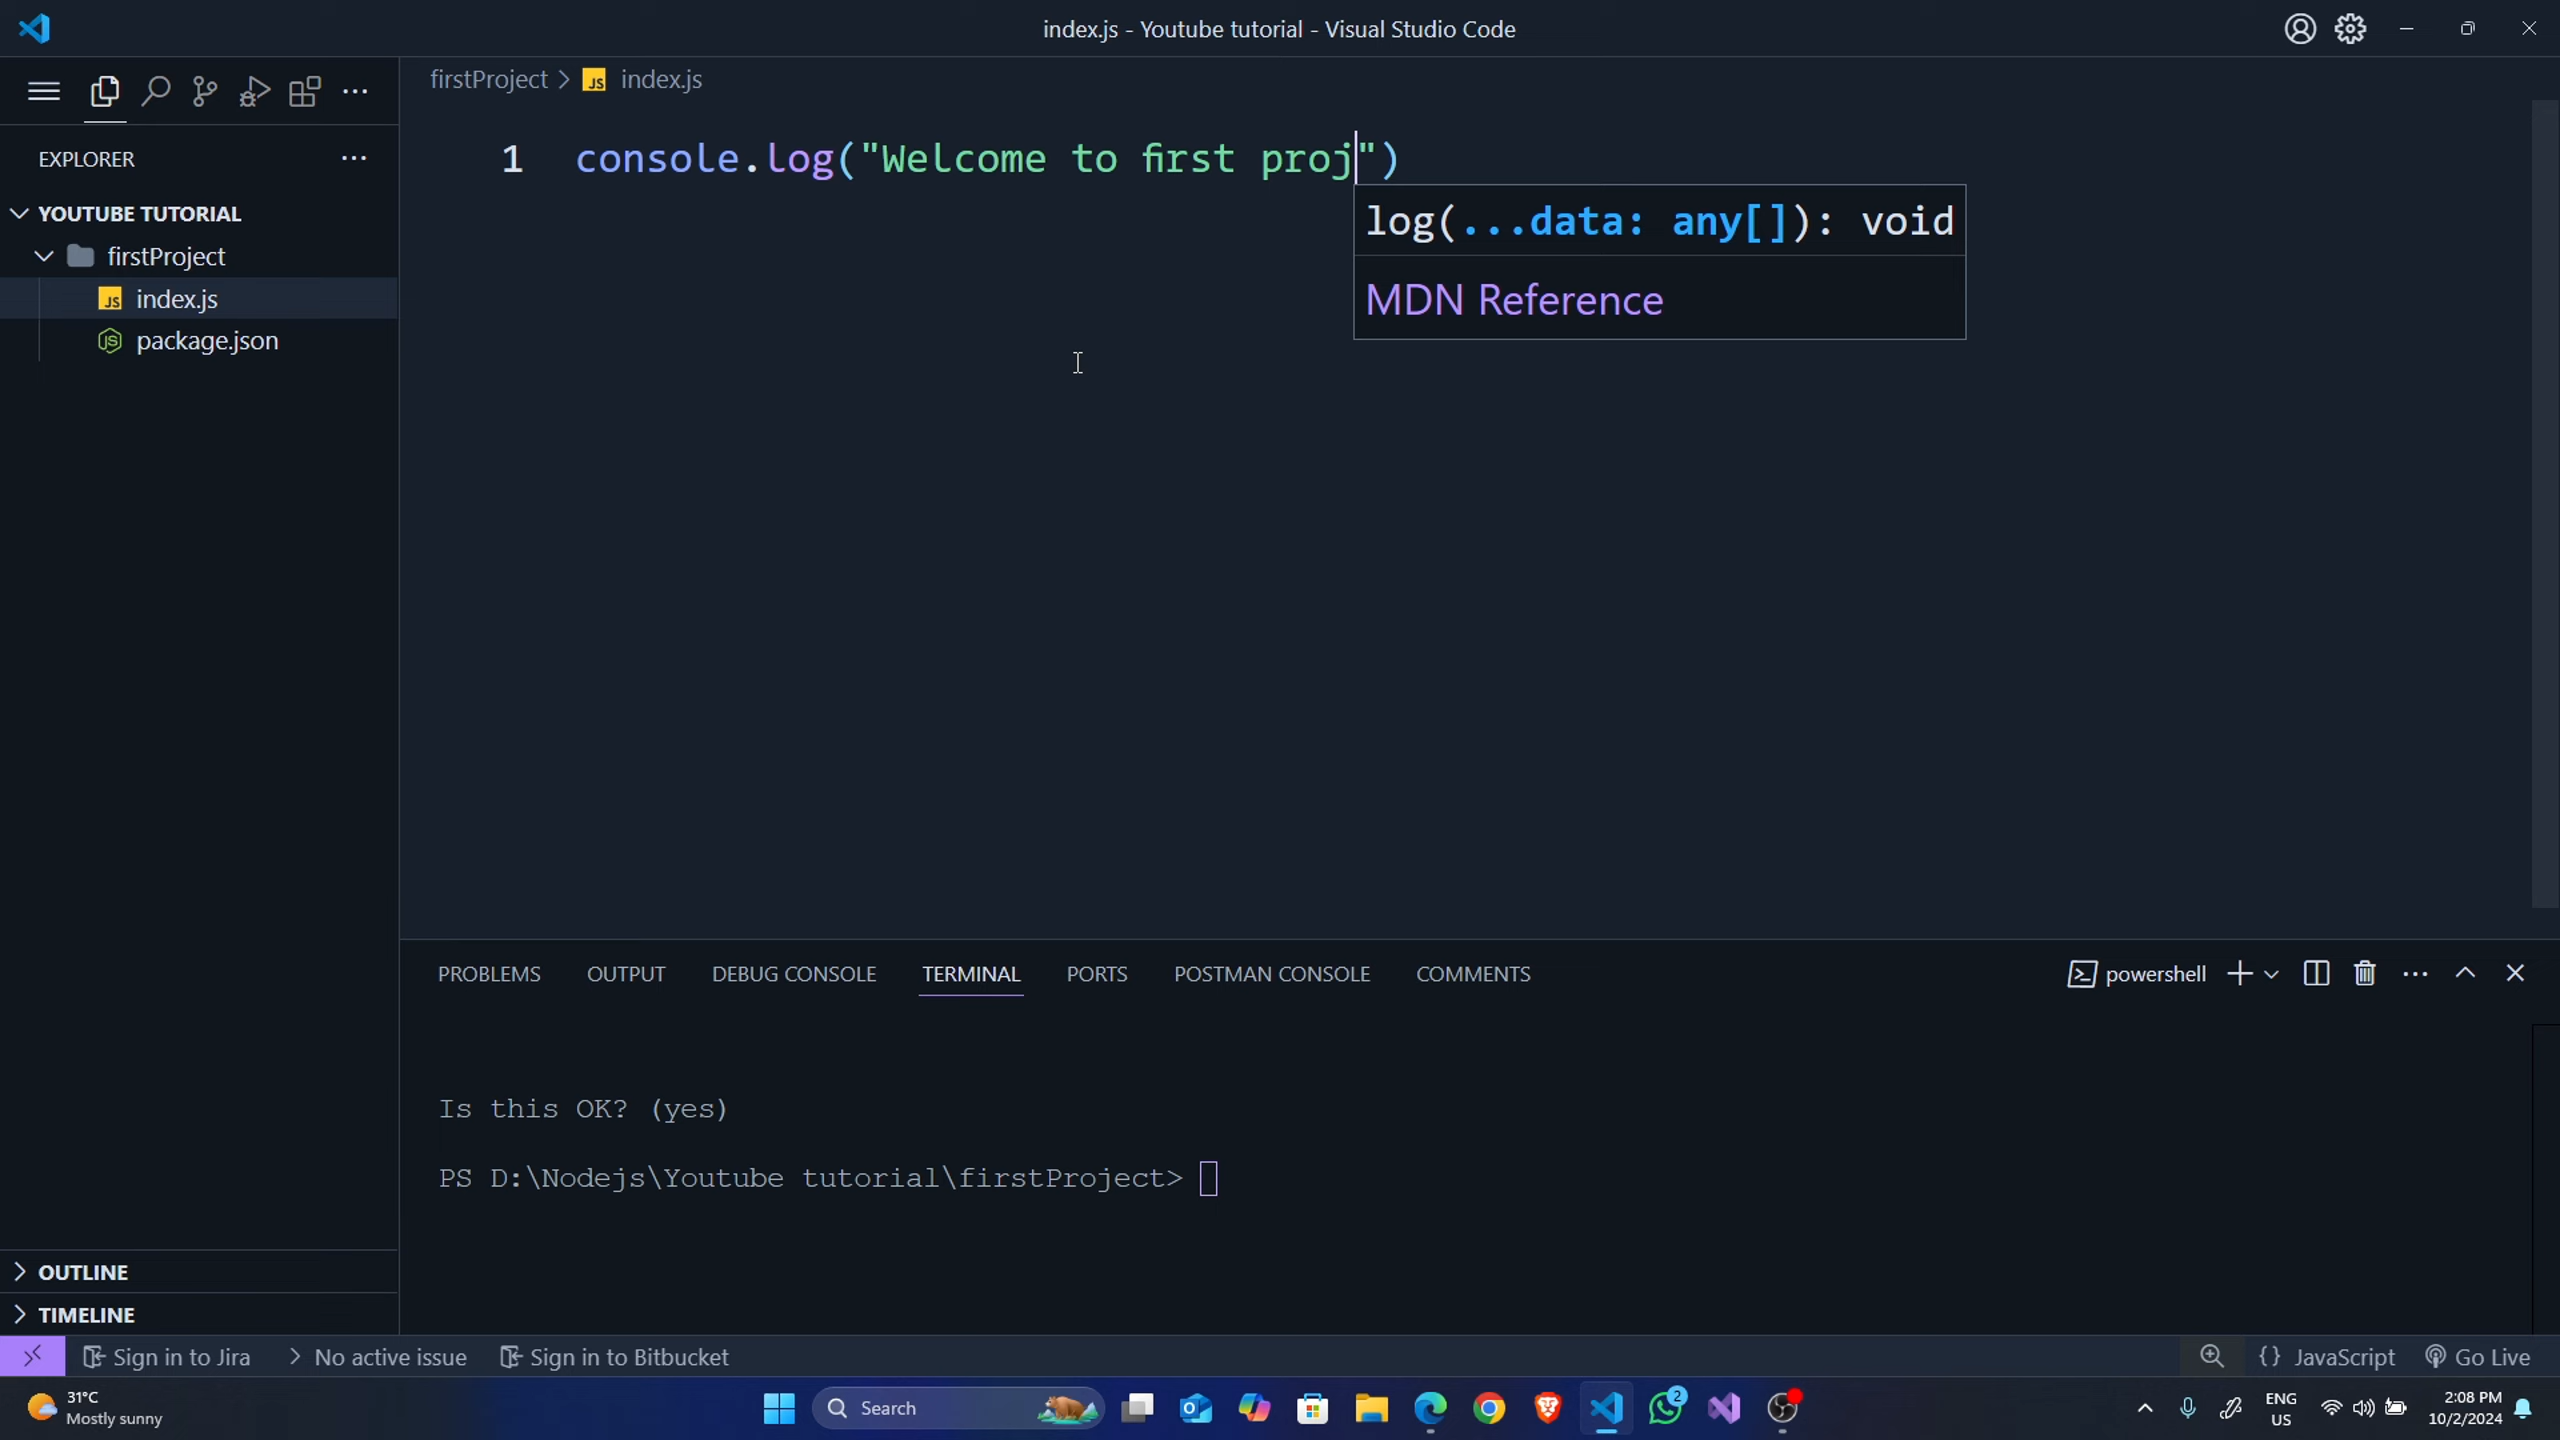 index.js - Youtube tutorial - Visual Studio Code
firstProject > JS index.js
EXPLORER
YOUTUBE TUTORIAL
firstProject
JS index.js
package.json
1 console.log("Welcome to first proj")
log(...data: any[]): void
MDN Reference
PROBLEMS OUTPUT DEBUG CONSOLE TERMINAL PORTS POSTMAN CONSOLE COMMENTS
powershell
Is this OK? (yes)
PS D:\Nodejs\Youtube tutorial\firstProject>
OUTLINE
TIMELINE
Sign in to Jira > No active issue Sign in to Bitbucket
{} JavaScript Go Live
31°C
Mostly sunny
Search
2
ENG
US
2:08 PM
10/2/2024